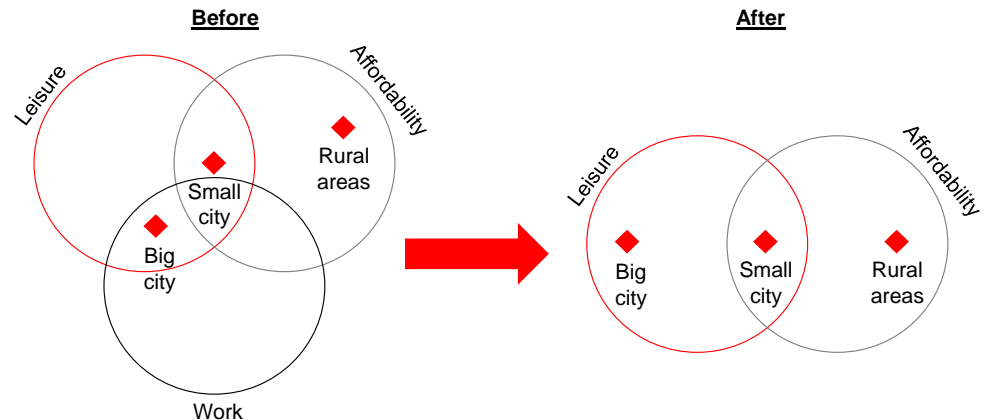 Before
Leisure
Affordability
Rural
areas
Small
city
Big
city
Work
After
Leisure
Affordability
Big
city
Small
city
Rural
areas